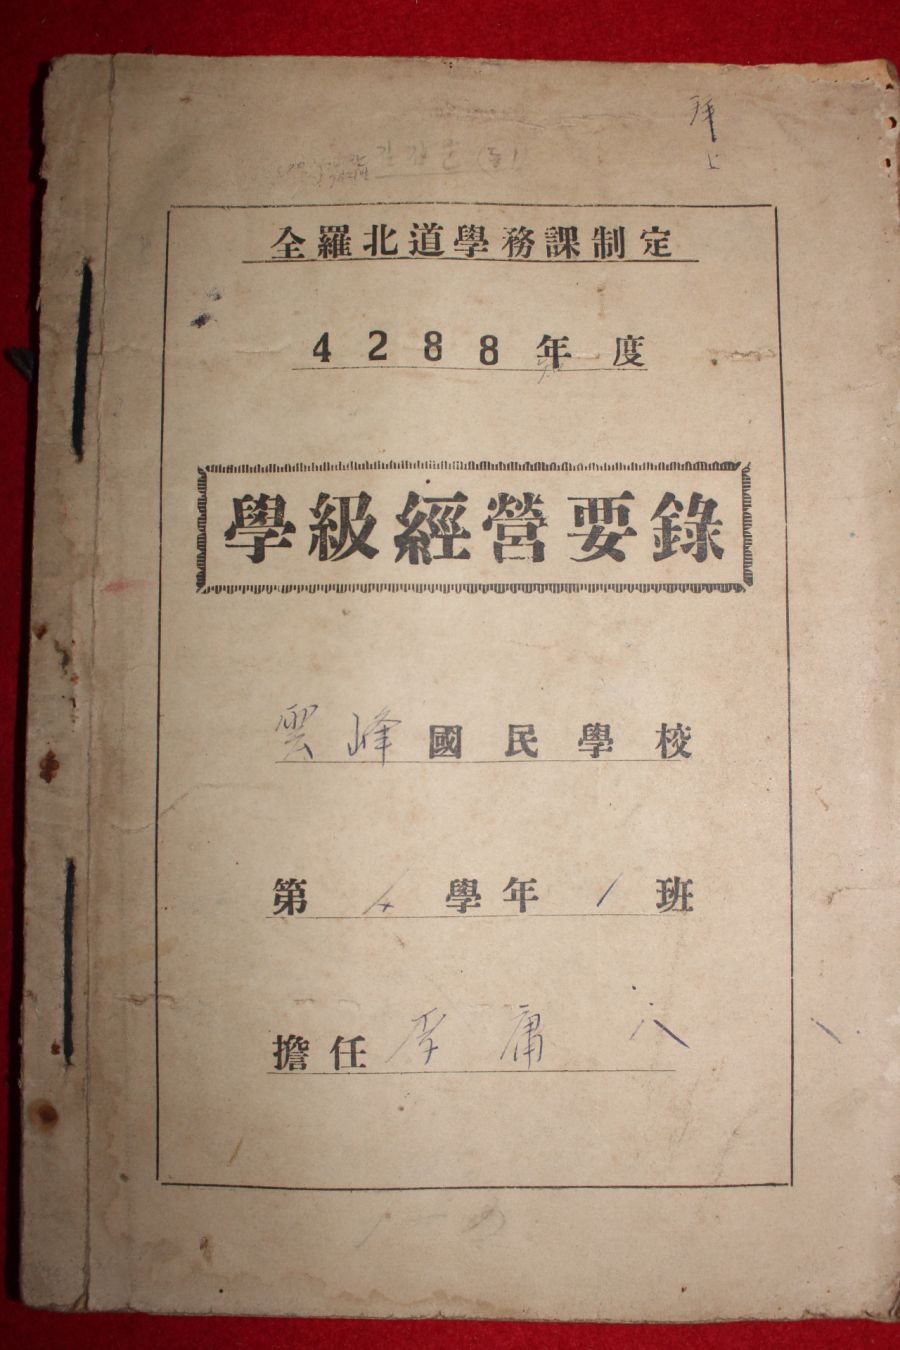 拜上
全羅北道學務課制定
4288年度
學級經營要錄
雲峰國民學校
第 4 學年 1 班
擔任 李庸八